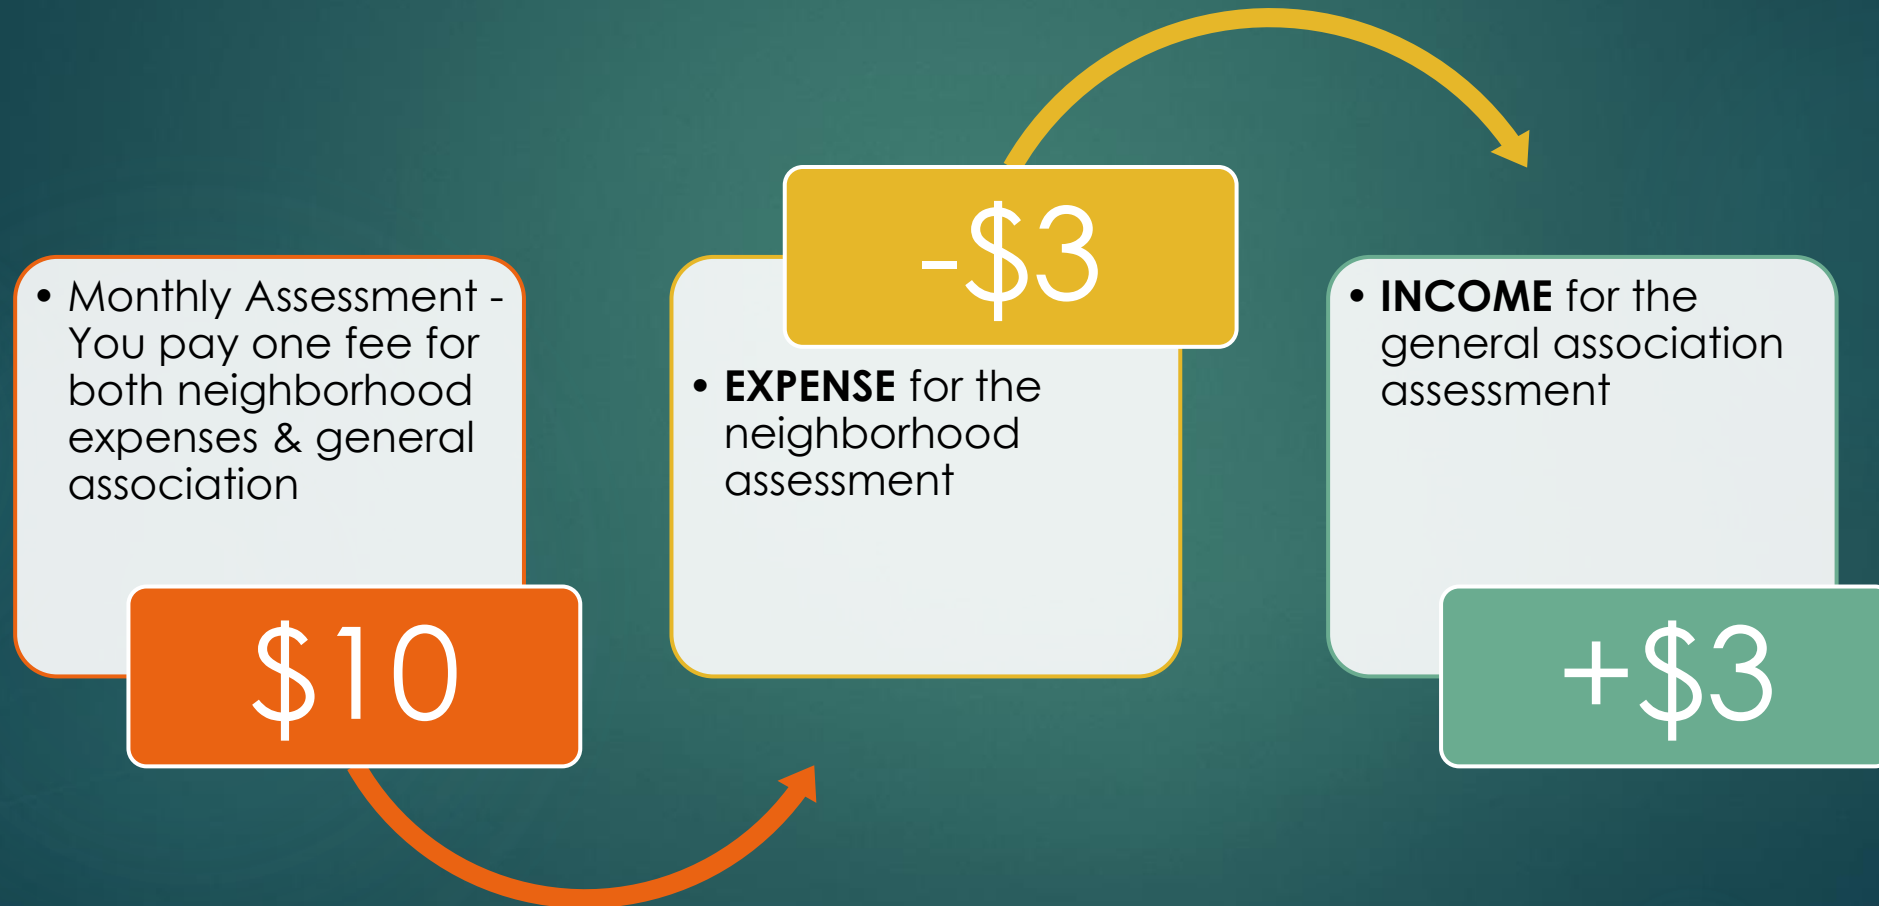 • Monthly Assessment -
You pay one fee for
both neighborhood
expenses & general
association
$10
-$3
• EXPENSE for the
neighborhood
assessment
• INCOME for the
general association
assessment
+$3